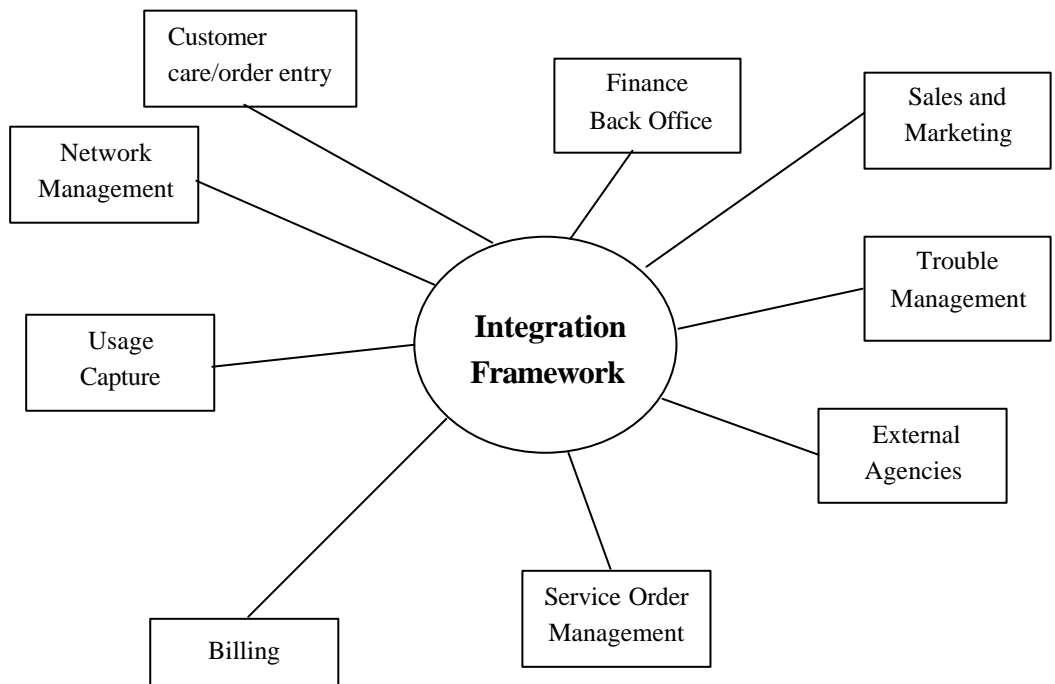 Customer
care/order entry
Finance
Back Office
Sales and
Marketing
Network
Management
Trouble
Management
Integration
Framework
Usage
Capture
External
Agencies
Service Order
Management
Billing